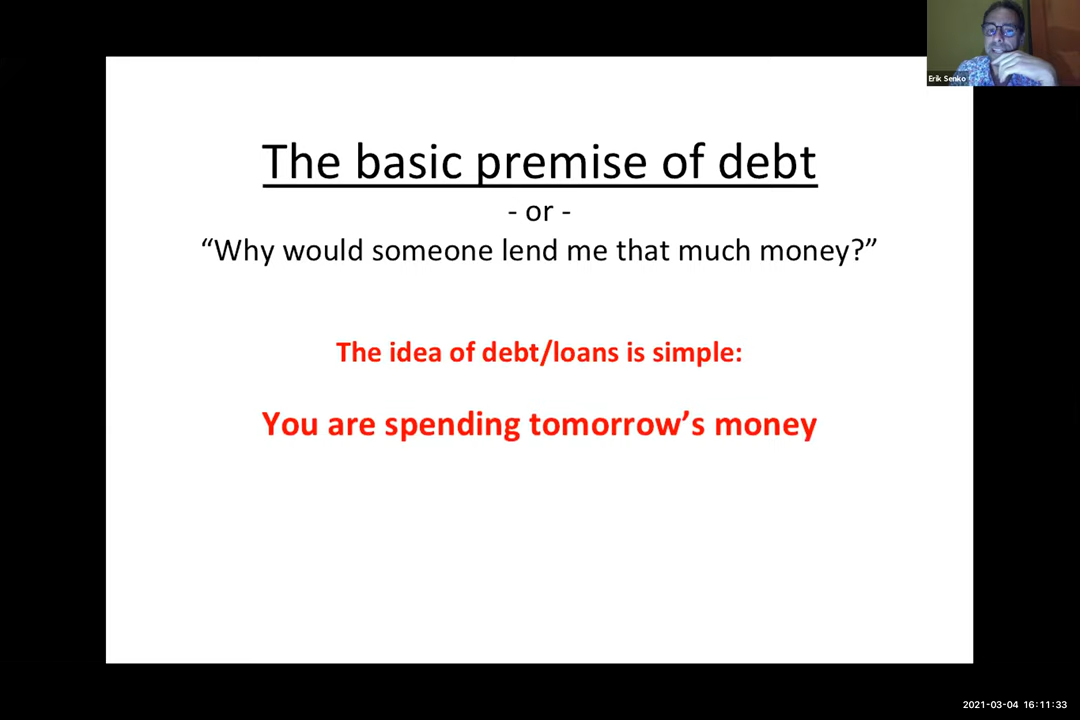 Erik Senko
The basic premise of debt
- or -
“Why would someone lend me that much money?”
The idea of debt/loans is simple:
You are spending tomorrow’s money
2021-03-04 16:11:33